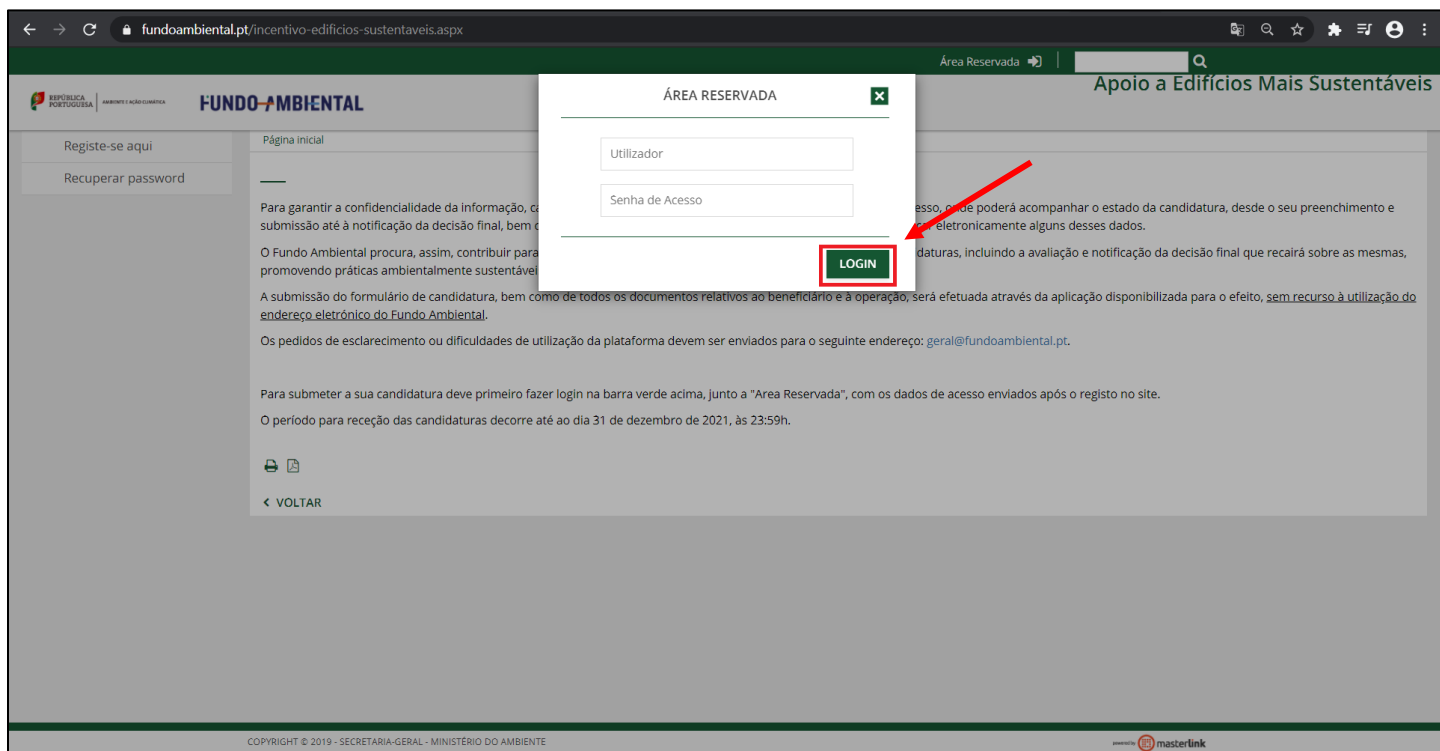 fundoambiental.pt/incentivo-edificios-sustentaveis.aspx
Área Reservada
REPÚBLICA
PORTUGUESA
AMBIENTE E AÇÃO CLIMÁTICA
FUNDO AMBIENTAL
Apoio a Edifícios Mais Sustentáveis
ÁREA RESERVADA
Utilizador
Senha de Acesso
LOGIN
Registe-se aqui
Recuperar password
Página inicial
Para garantir a confidencialidade da informação, esso, onde poderá acompanhar o estado da candidatura, desde o seu preenchimento e
submissão até à notificação da decisão final, bem eletronicamente alguns desses dados.
O Fundo Ambiental procura, assim, contribuir para daturas, incluindo a avaliação e notificação da decisão final que recairá sobre as mesmas,
promovendo práticas ambientalmente sustentávei
A submissão do formulário de candidatura, bem como de todos os documentos relativos ao beneficiário e à operação, será efetuada através da aplicação disponibilizada para o efeito, sem recurso à utilização do
endereço eletrónico do Fundo Ambiental.
Os pedidos de esclarecimento ou dificuldades de utilização da plataforma devem ser enviados para o seguinte endereço: geral@fundoambiental.pt.
Para submeter a sua candidatura deve primeiro fazer login na barra verde acima, junto a "Area Reservada", com os dados de acesso enviados após o registo no site.
O período para receção das candidaturas decorre até ao dia 31 de dezembro de 2021, às 23:59h.
VOLTAR
COPYRIGHT © 2019 - SECRETARIA-GERAL - MINISTÉRIO DO AMBIENTE
powered by masterlink